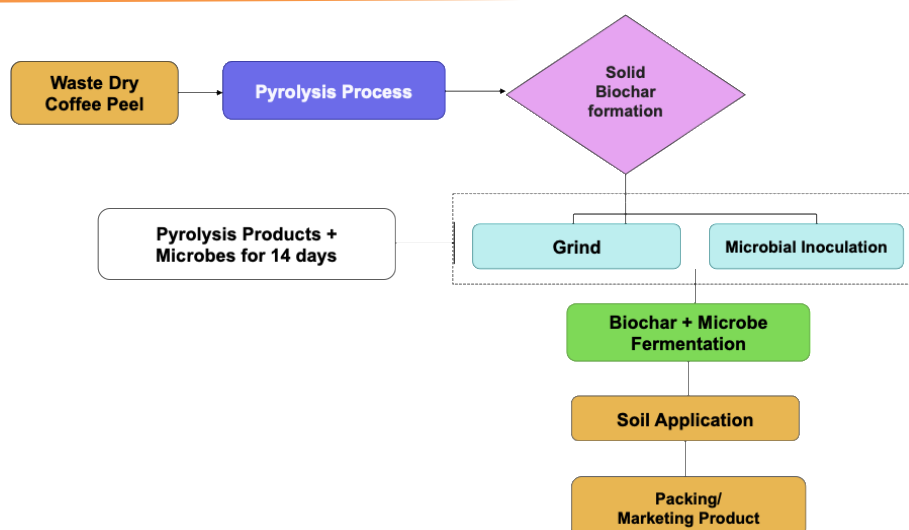 Waste Dry
Coffee Peel
Pyrolysis Process
Solid
Biochar
formation
Pyrolysis Products +
Microbes for 14 days
Grind
Microbial Inoculation
Biochar + Microbe
Fermentation
Soil Application
Packing/
Marketing Product